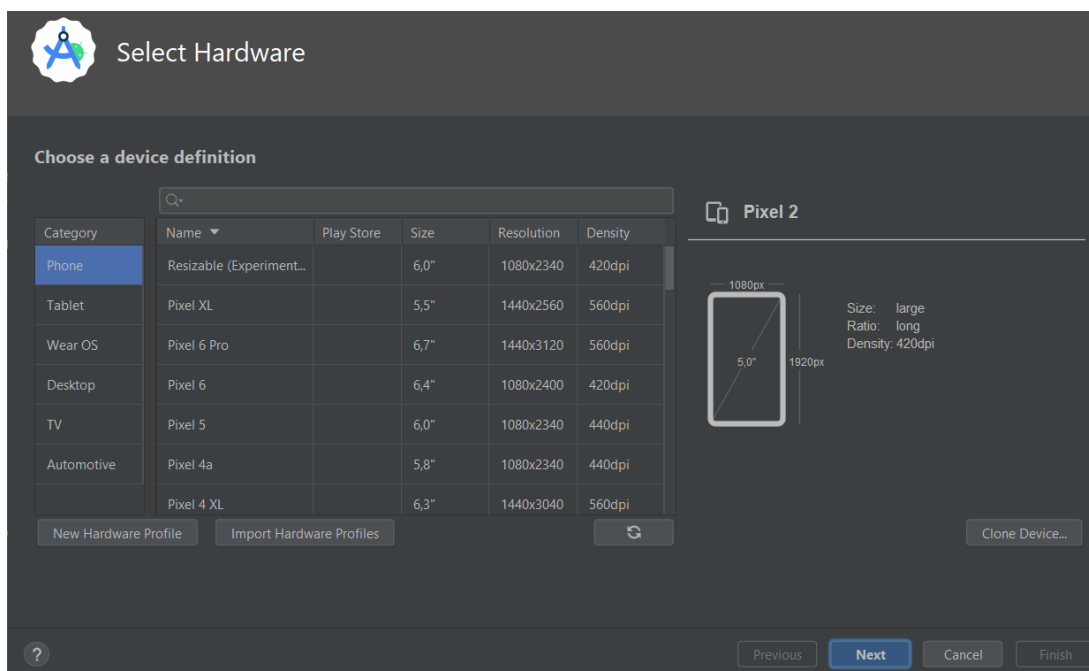 Select Hardware
Choose a device definition
Category
Phone
Tablet
Wear OS
Desktop
TV
Automotive
Name Play Store Size Resolution Density
Resizable (Experiment... 6,0" 1080x2340 420dpi
Pixel XL 5,5" 1440x2560 560dpi
Pixel 6 Pro 6,7" 1440x3120 560dpi
Pixel 6 6,4" 1080x2400 420dpi
Pixel 5 6,0" 1080x2340 440dpi
Pixel 4a 5,8" 1080x2340 440dpi
Pixel 4 XL 6,3" 1440x3040 560dpi
New Hardware Profile
Import Hardware Profiles
Pixel 2
1080px
5,0"
1920px
Size: large
Ratio: long
Density: 420dpi
Clone Device...
?
Previous
Next
Cancel
Finish